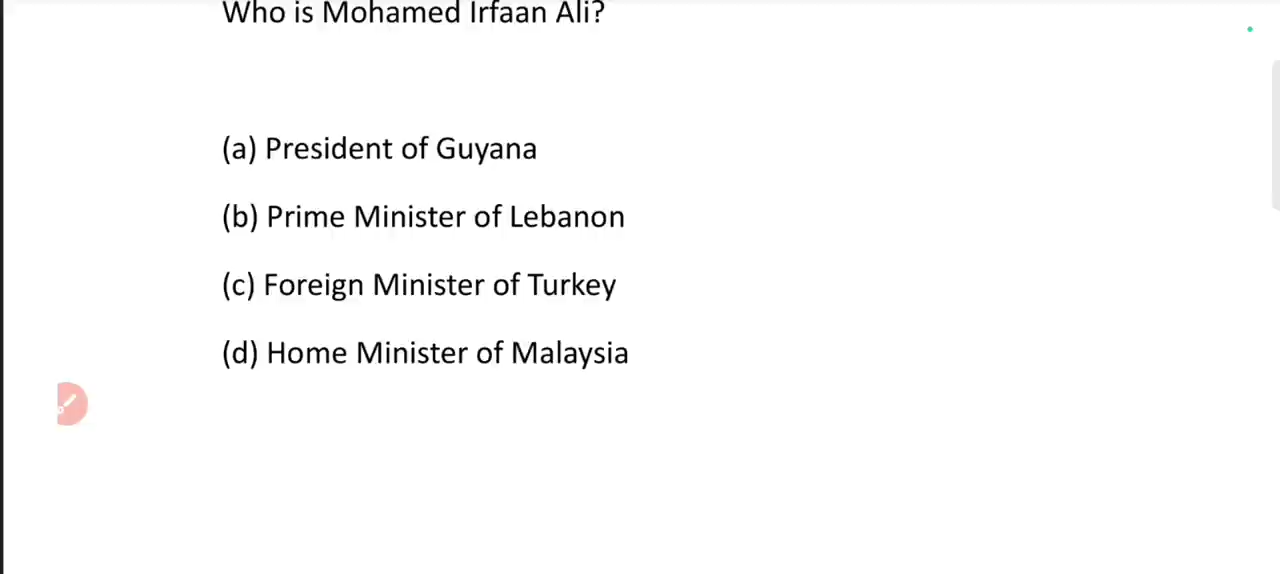 Who is Mohamed Irfaan Ali?
(a) President of Guyana
(b) Prime Minister of Lebanon
(c) Foreign Minister of Turkey
(d) Home Minister of Malaysia